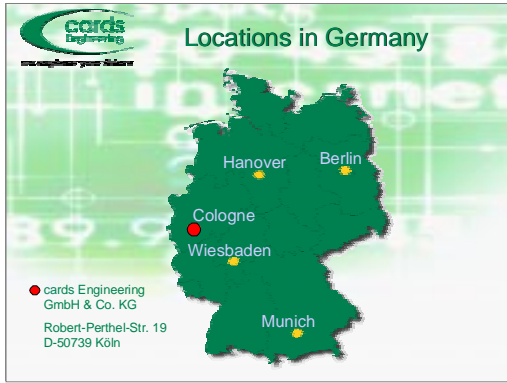 cards
Engineering
Locations in Germany
Hanover
Berlin
Cologne
Wiesbaden
Munich
cards Engineering
GmbH & Co. KG
Robert-Perthel-Str. 19
D-50739 Köln